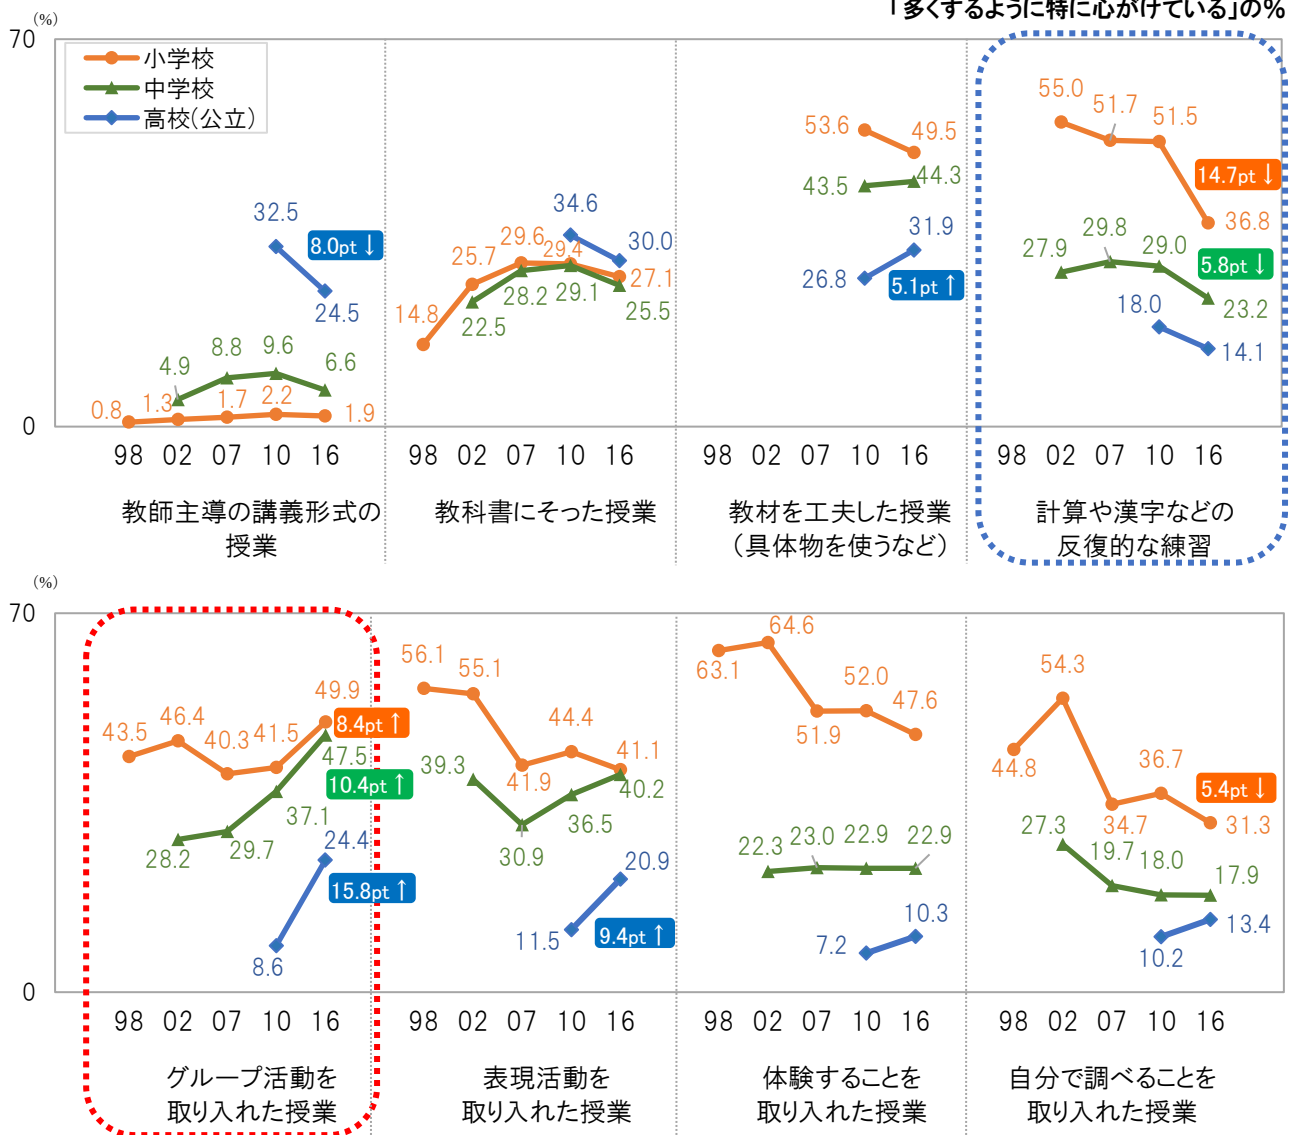 「多くするように特に心がけている」の%
(%)
70
小学校
中学校
高校(公立)
0
0.8
1.3
1.7
2.2
1.9
4.9
8.8
9.6
6.6
32.5
24.5
8.0pt ↓
98 02 07 10 16
教師主導の講義形式の
授業
14.8
25.7
29.6
29.4
27.1
22.5
28.2
29.1
25.5
34.6
30.0
98 02 07 10 16
教科書にそった授業
53.6
49.5
43.5
44.3
26.8
31.9
5.1pt ↑
98 02 07 10 16
教材を工夫した授業
(具体物を使うなど)
55.0
51.7
51.5
36.8
14.7pt ↓
27.9
29.8
29.0
23.2
5.8pt ↓
18.0
14.1
98 02 07 10 16
計算や漢字などの
反復的な練習
(%)
70
0
43.5
46.4
40.3
41.5
49.9
8.4pt ↑
28.2
29.7
37.1
47.5
10.4pt ↑
8.6
24.4
15.8pt ↑
98 02 07 10 16
グループ活動を
取り入れた授業
56.1
55.1
41.9
44.4
41.1
39.3
30.9
36.5
40.2
11.5
20.9
9.4pt ↑
98 02 07 10 16
表現活動を
取り入れた授業
63.1
64.6
51.9
52.0
47.6
22.3
23.0
22.9
22.9
7.2
10.3
98 02 07 10 16
体験することを
取り入れた授業
44.8
54.3
34.7
36.7
31.3
5.4pt ↓
27.3
19.7
18.0
17.9
10.2
13.4
98 02 07 10 16
自分で調べることを
取り入れた授業